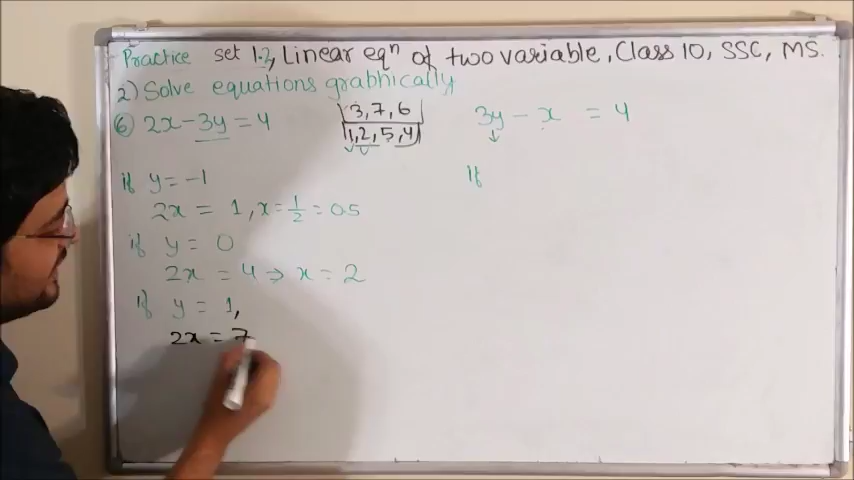 Practice set 1.2, Linear eqn of two variable, Class 10, SSC, MS.
2) Solve equations graphically
⑥ 2x - 3y = 4
3, 7, 6
1, 2, 5, 4
3y - x = 4
if y = -1
2x = 1, x = 1/2 = 0.5
if y = 0
2x = 4 ⇒ x = 2
if y = 1,
2x = 7
If